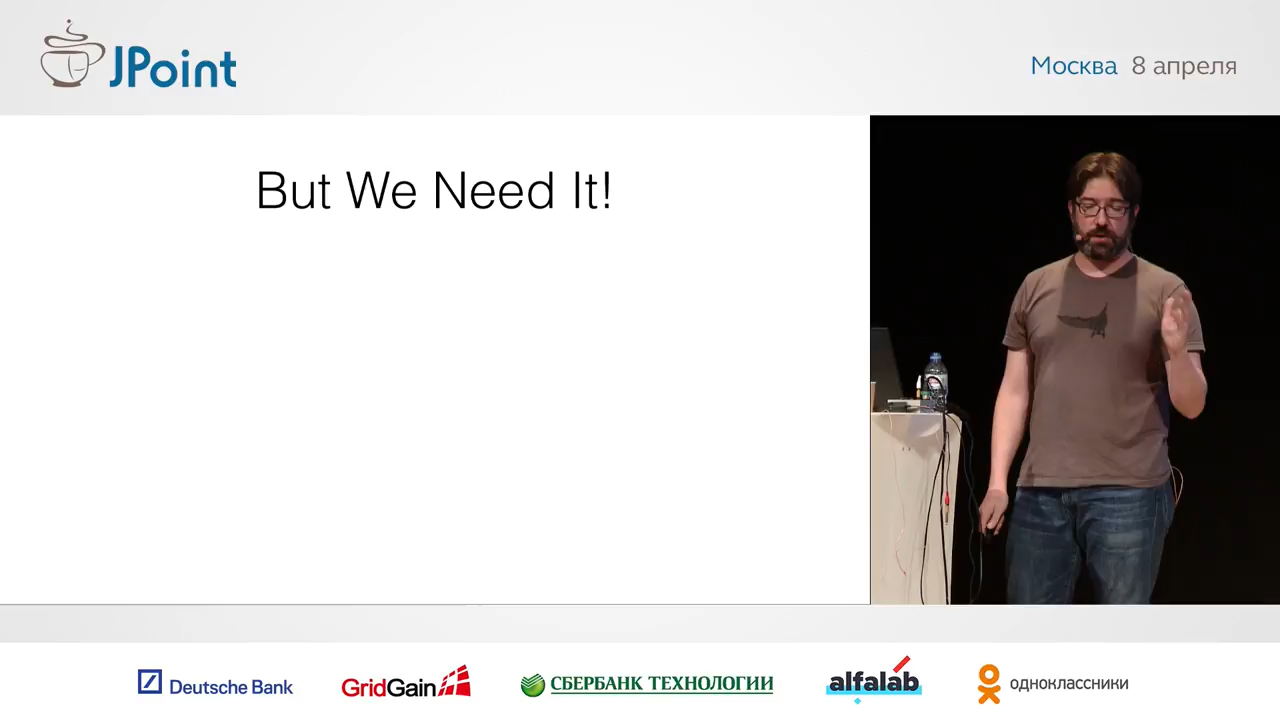 JPoint
Москва 8 апреля
But We Need It!
Deutsche Bank
GridGain
СБЕРБАНК ТЕХНОЛОГИИ
alfalab
одноклассники